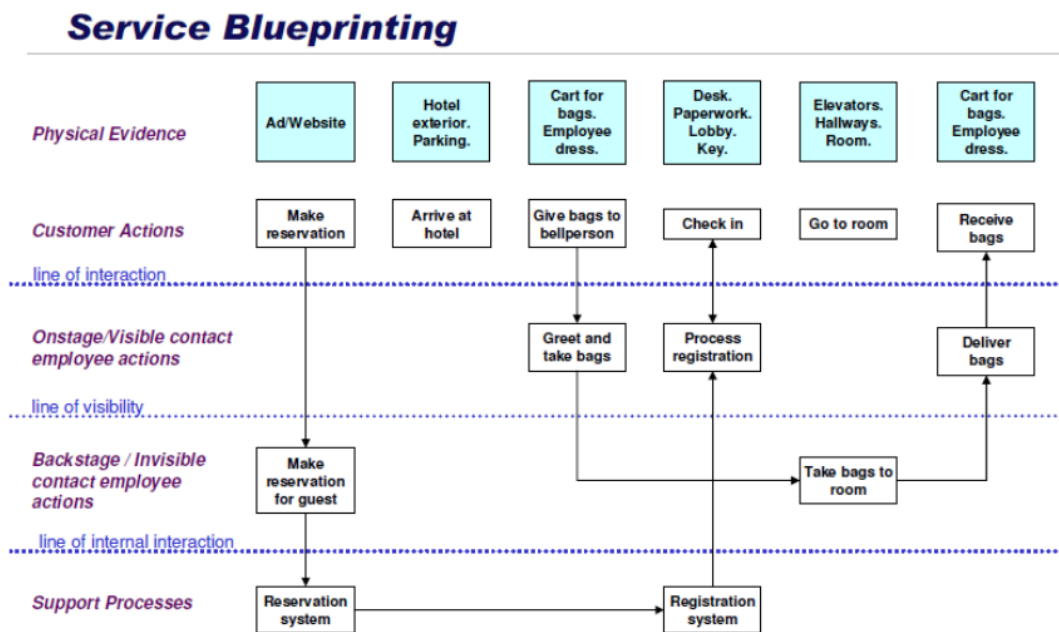 Service Blueprinting
Physical Evidence
Ad/Website
Hotel
exterior.
Parking.
Cart for
bags.
Employee
dress.
Desk.
Paperwork.
Lobby.
Key.
Elevators.
Hallways.
Room.
Cart for
bags.
Employee
dress.
Customer Actions
Make
reservation
Arrive at
hotel
Give bags to
bellperson
Check in
Go to room
Receive
bags
line of interaction
Onstage/Visible contact
employee actions
Greet and
take bags
Process
registration
Deliver
bags
line of visibility
Backstage / Invisible
contact employee
actions
Make
reservation
for guest
Take bags to
room
line of internal interaction
Support Processes
Reservation
system
Registration
system